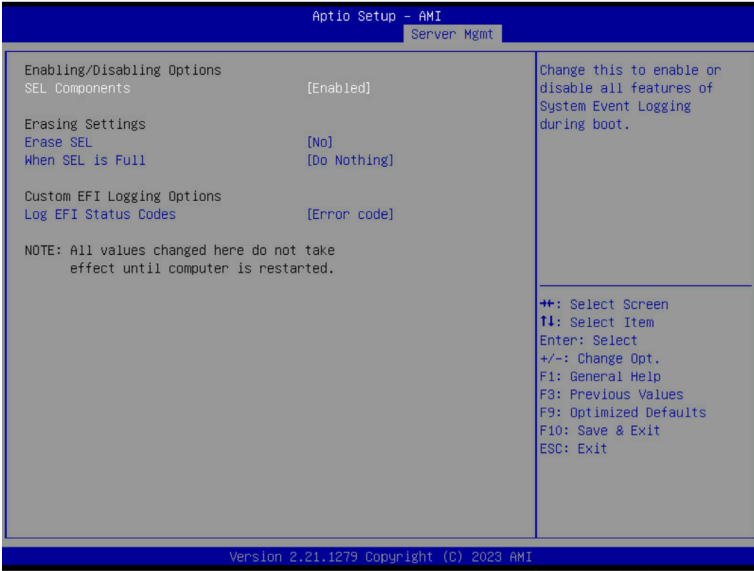 Aptio Setup - AMI
Server Mgmt
Enabling/Disabling Options
SEL Components [Enabled]
Erasing Settings
Erase SEL [No]
When SEL is Full [Do Nothing]
Custom EFI Logging Options
Log EFI Status Codes [Error code]
NOTE: All values changed here do not take
effect until computer is restarted.
Change this to enable or
disable all features of
System Event Logging
during boot.
→←: Select Screen
↑↓: Select Item
Enter: Select
+/-: Change Opt.
F1: General Help
F3: Previous Values
F9: Optimized Defaults
F10: Save & Exit
ESC: Exit
Version 2.21.1279 Copyright (C) 2023 AMI